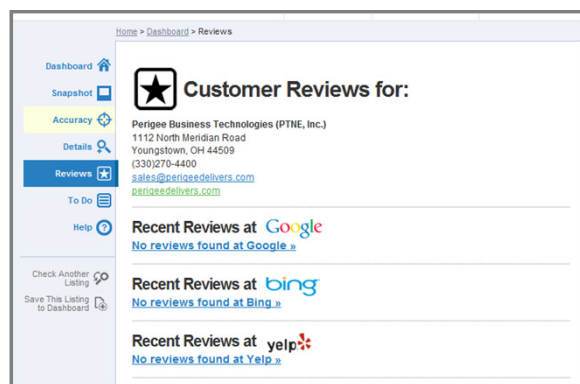 Home > Dashboard > Reviews
Dashboard
Snapshot
Accuracy
Details
Reviews
To Do
Help ?
Check Another
Listing
Save This Listing
to Dashboard
Customer Reviews for:
Perigee Business Technologies (PTNE, Inc.)
1112 North Meridian Road
Youngstown, OH 44509
(330)270-4400
sales@perigeedelivers.com
perigeedelivers.com
Recent Reviews at Google
No reviews found at Google »
Recent Reviews at bing
No reviews found at Bing »
Recent Reviews at yelp
No reviews found at Yelp »